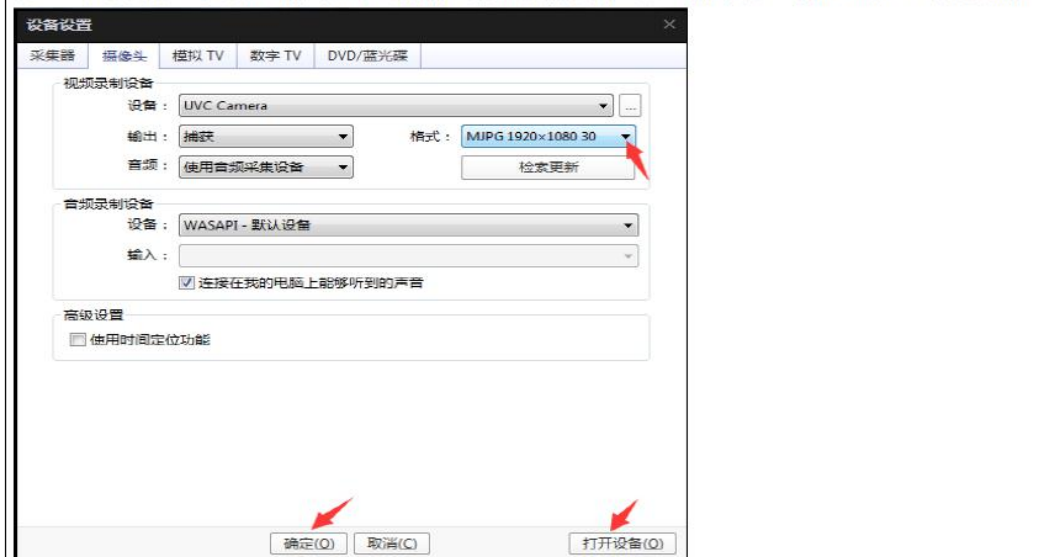 设备设置
采集器 摄像头 模拟 TV 数字 TV DVD/蓝光碟
视频录制设备
设备： UVC Camera ...
输出： 捕获 格式： MJPG 1920×1080 30
音频： 使用音频采集设备 检索更新
音频录制设备
设备： WASAPI - 默认设备
输入：
连接在我的电脑上能够听到的声音
高级设置
使用时间定位功能
确定(O) 取消(C) 打开设备(O)